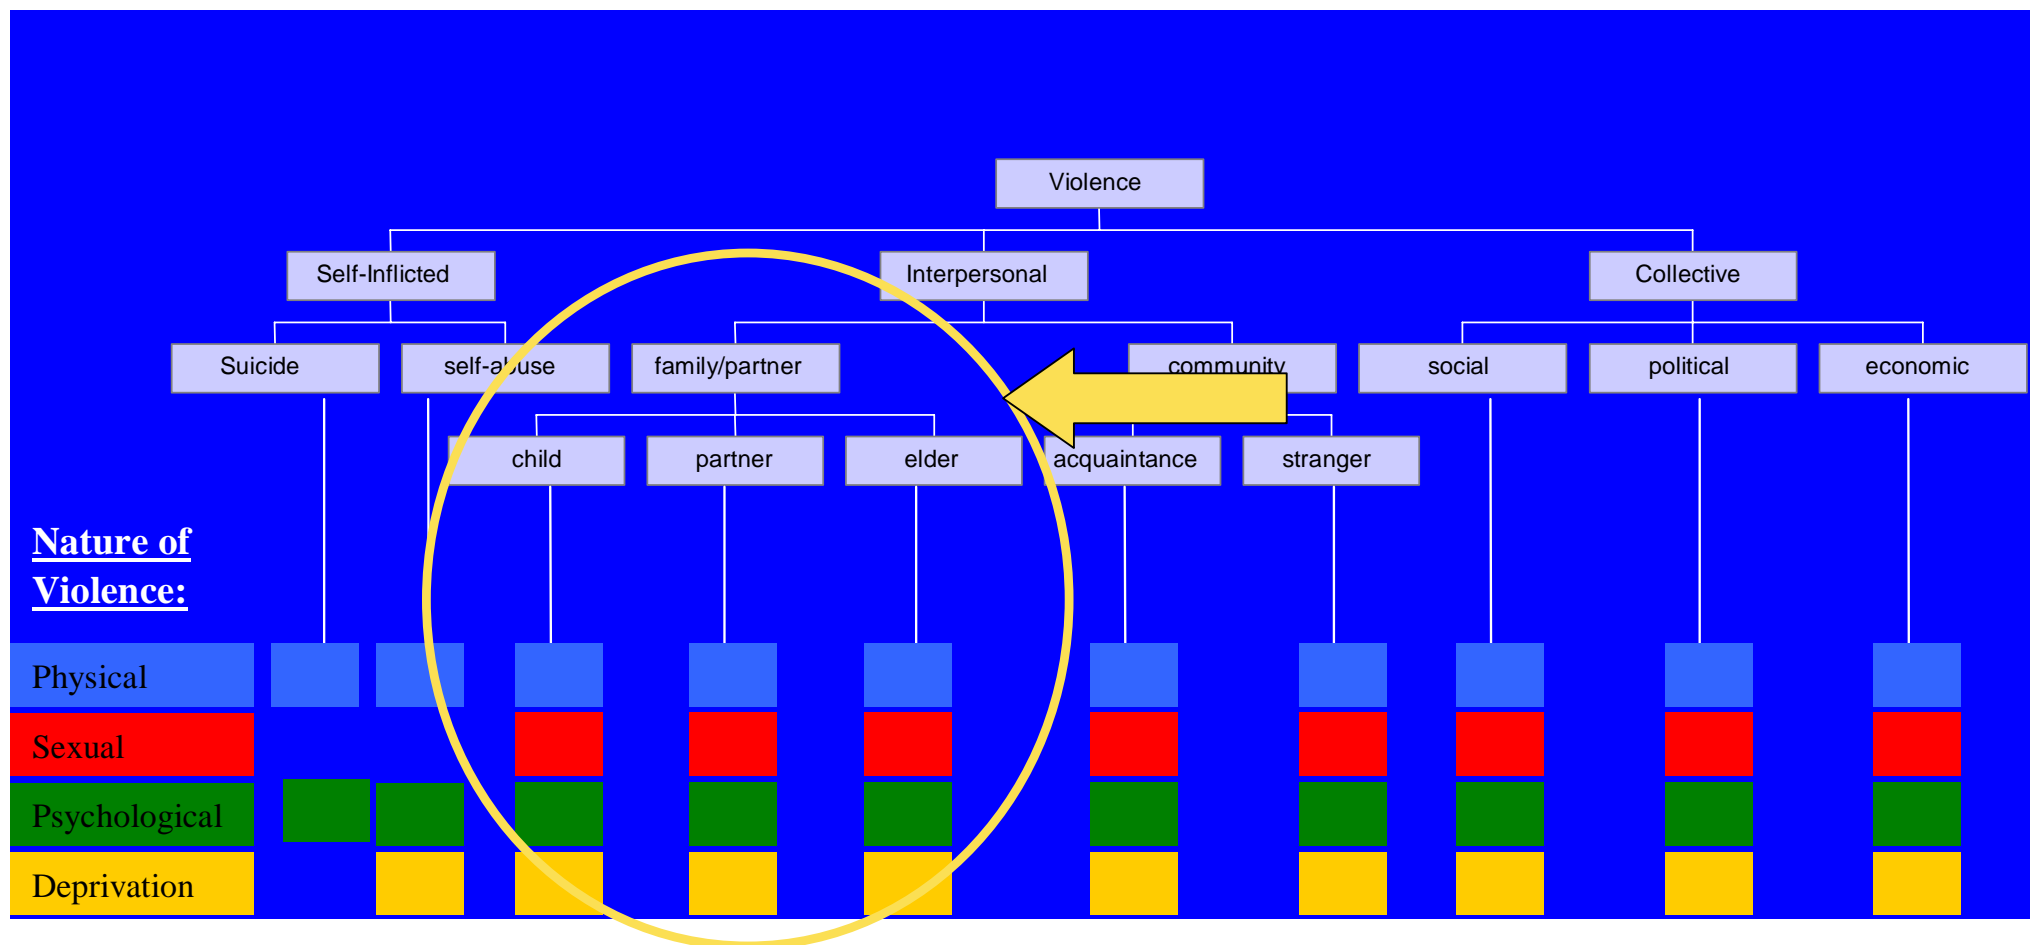 Violence
Self-Inflicted
Interpersonal
Collective
Suicide
self-abuse
family/partner
community
social
political
economic
child
partner
elder
acquaintance
stranger
Nature of
Violence:
Physical
Sexual
Psychological
Deprivation